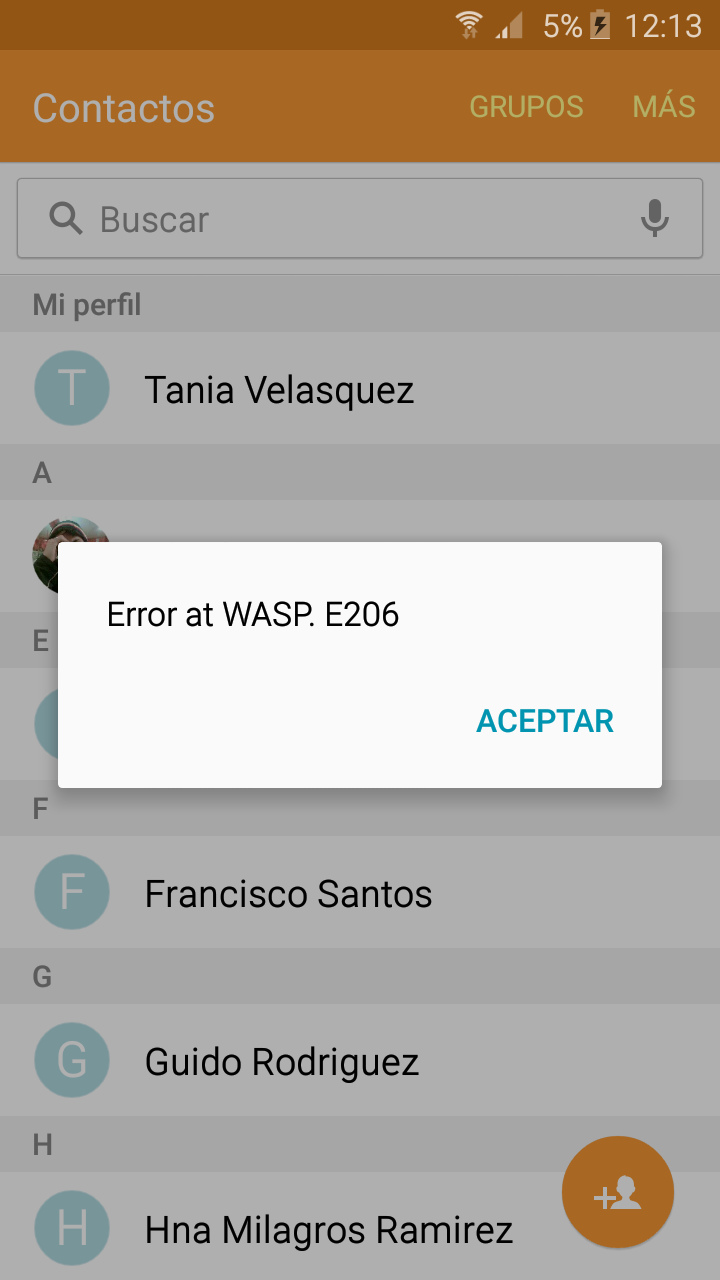 5% 12:13
Contactos GRUPOS MÁS
Buscar
Mi perfil
T Tania Velasquez
A
Error at WASP. E206
E
ACEPTAR
F
F Francisco Santos
G
G Guido Rodriguez
H
H Hna Milagros Ramirez